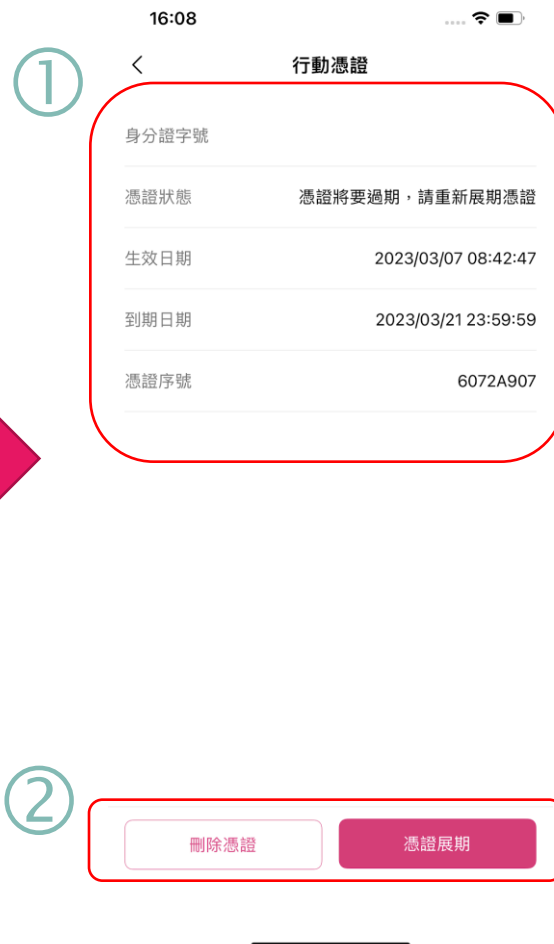 16:08
行動憑證
①
身分證字號
憑證狀態 憑證將要過期，請重新展期憑證
生效日期 2023/03/07 08:42:47
到期日期 2023/03/21 23:59:59
憑證序號 6072A907
②
刪除憑證 憑證展期